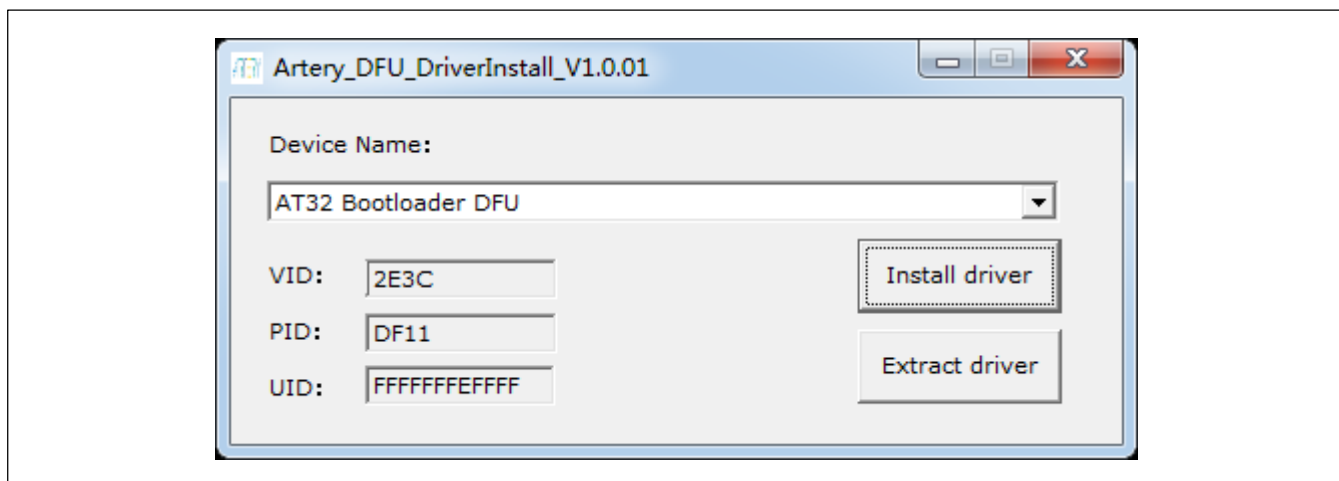 Artery_DFU_DriverInstall_V1.0.01
Device Name:
AT32 Bootloader DFU
VID: 2E3C
Install driver
PID: DF11
Extract driver
UID: FFFFFFFEFFFF